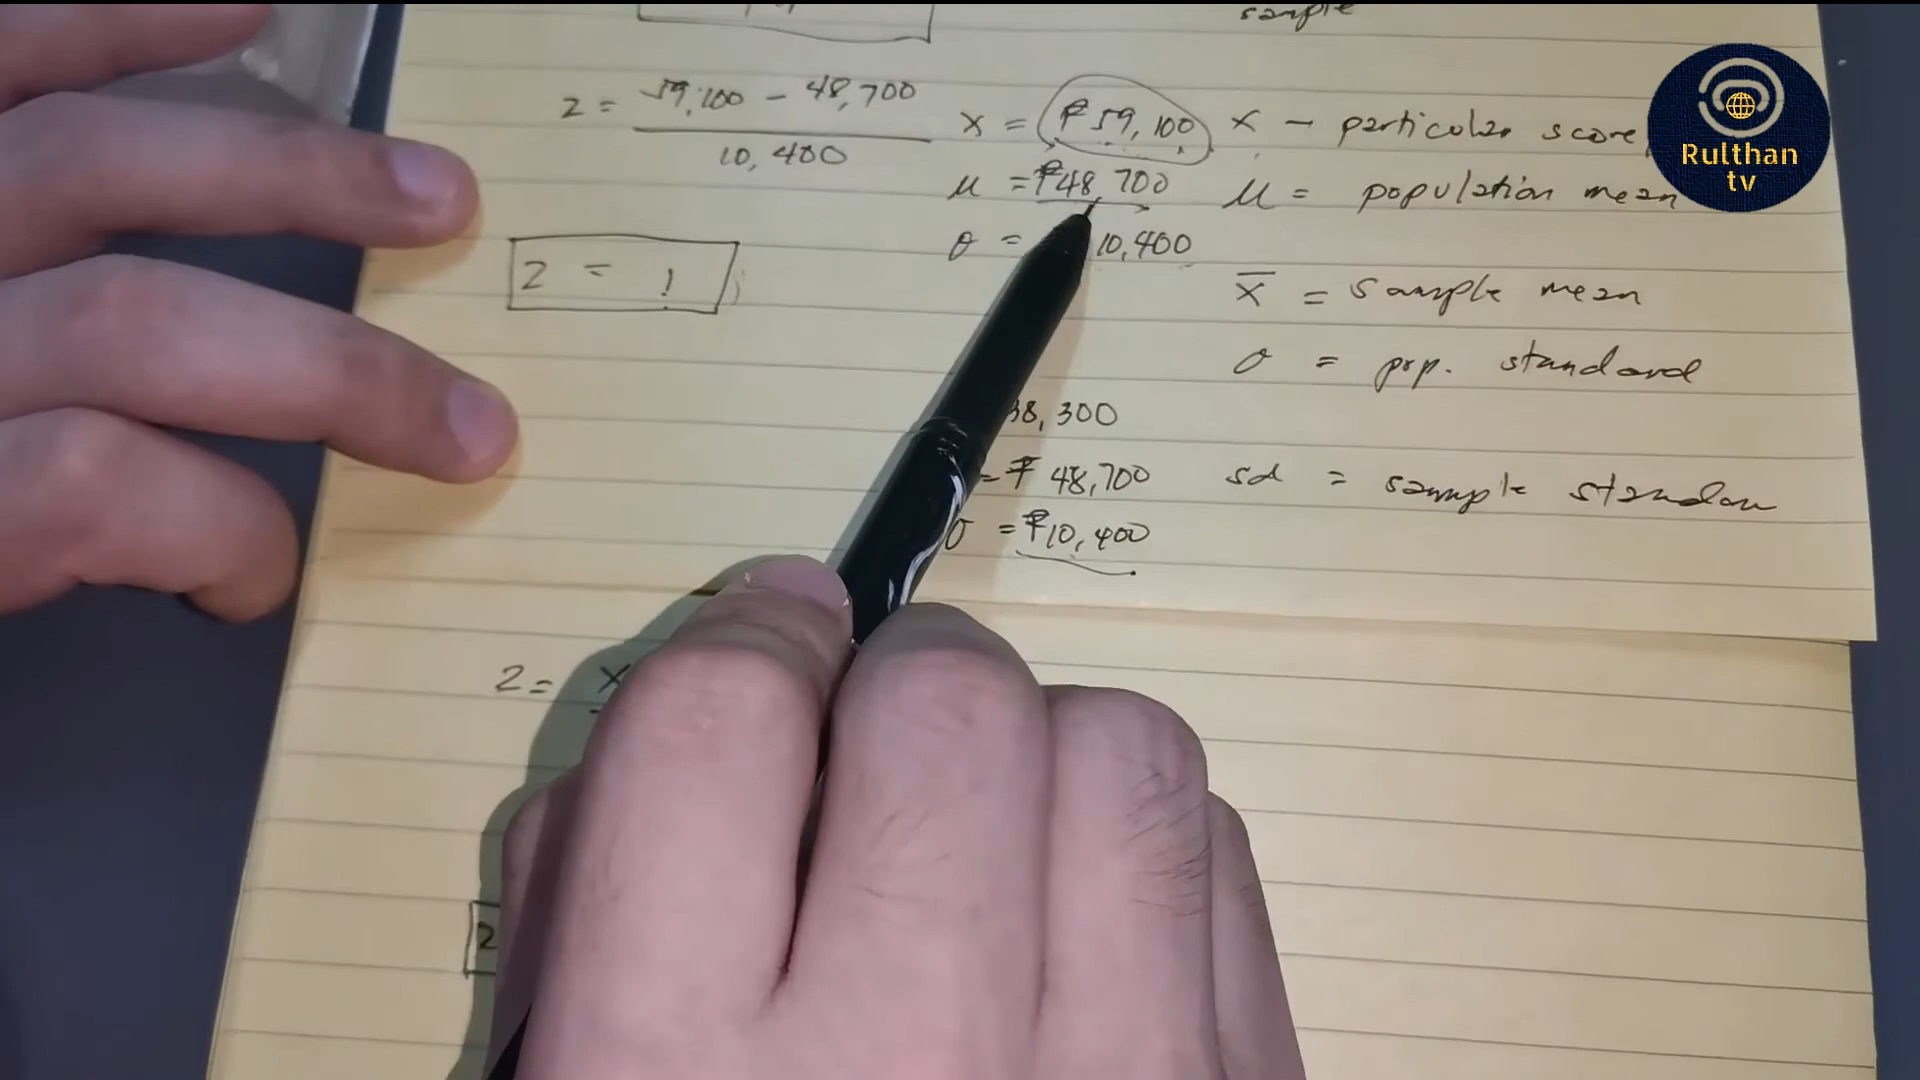 sample
z = 59,100 - 48,700
10,400
x = ₱59,100
x - particular score
μ = ₱48,700
μ = population mean
σ = 10,400
z = 1
x̄ = sample mean
σ = pop. standard
38,300
= ₱48,700
sd = sample standar
σ = ₱10,400
z = x
z
Rulthan
tv